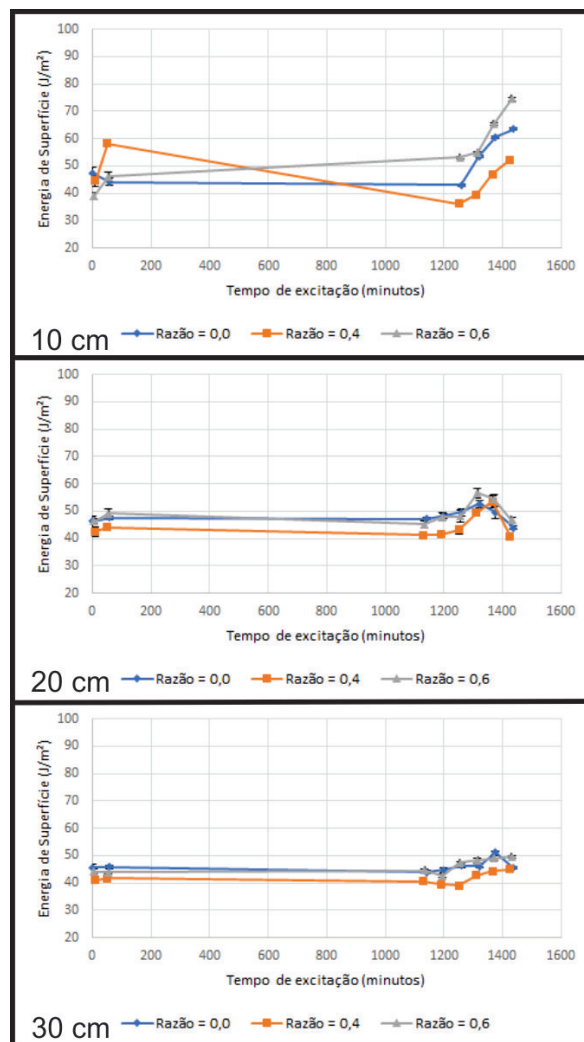 Energia de Superfície (J/m²)
100
90
80
70
60
50
40
30
20
0 200 400 600 800 1000 1200 1400 1600
Tempo de excitação (minutos)
10 cm Razão = 0,0 Razão = 0,4 Razão = 0,6
Energia de Superfície (J/m²)
100
90
80
70
60
50
40
30
20
0 200 400 600 800 1000 1200 1400 1600
Tempo de excitação (minutos)
20 cm Razão = 0,0 Razão = 0,4 Razão = 0,6
Energia de Superfície (J/m²)
100
90
80
70
60
50
40
30
20
0 200 400 600 800 1000 1200 1400 1600
Tempo de excitação (minutos)
30 cm Razão = 0,0 Razão = 0,4 Razão = 0,6